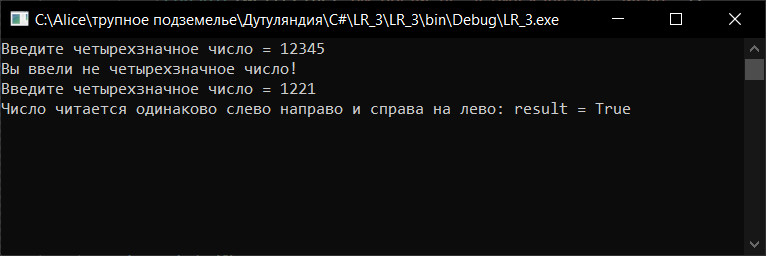 C:\Alice\трупное подземелье\Дутуляндия\C#\LR_3\LR_3\bin\Debug\LR_3.exe
Введите четырехзначное число = 12345
Вы ввели не четырехзначное число!
Введите четырехзначное число = 1221
Число читается одинаково слево направо и справа на лево: result = True